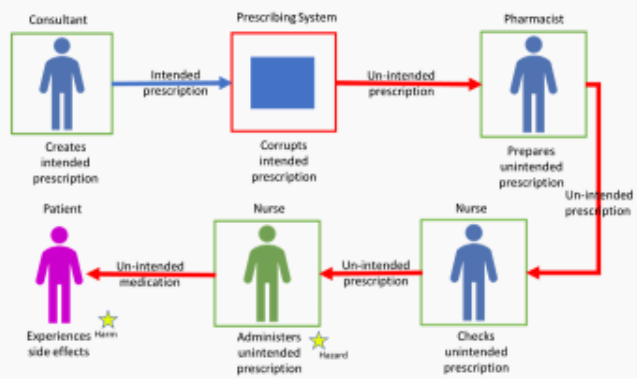 Consultant
Prescribing System
Pharmacist
Intended
prescription
Un-intended
prescription
Creates
intended
prescription
Corrupts
intended
prescription
Prepares
unintended
prescription
Un-intended
prescription
Patient
Nurse
Nurse
Un-intended
medication
Un-intended
prescription
Experiences
side effects
Harm
Administers
unintended
prescription
Hazard
Checks
unintended
prescription